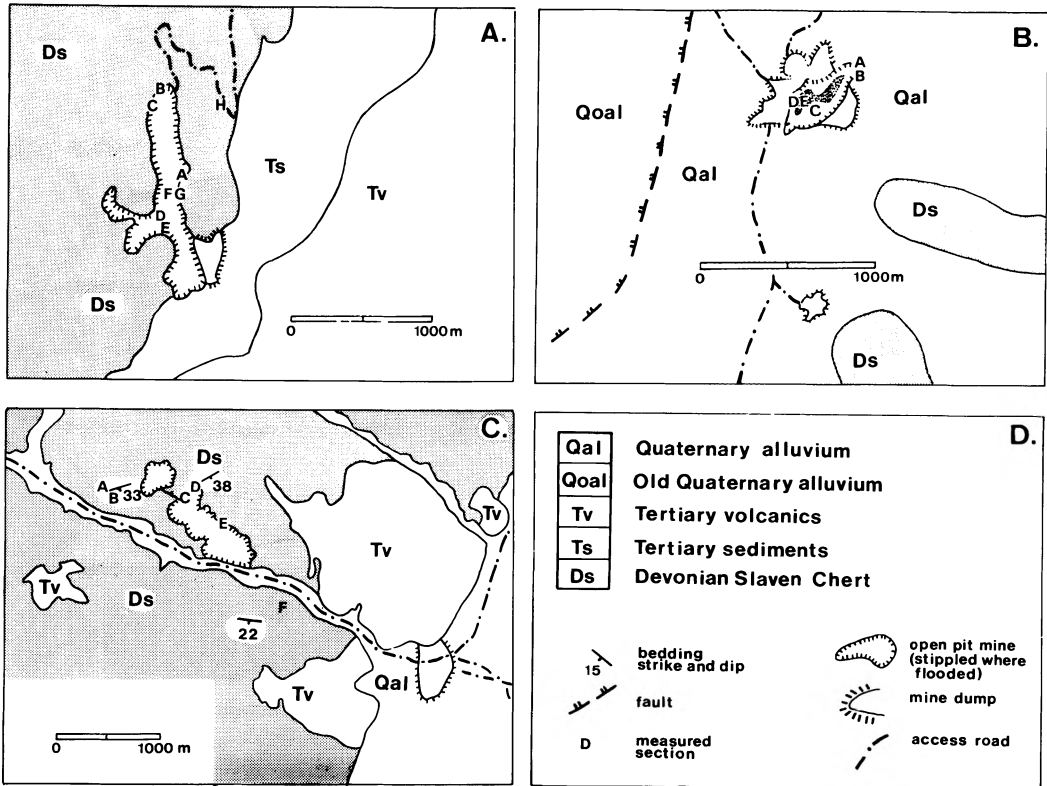 A.
Ds
B
C
H
A
Ts
F G
Tv
D
E
Ds
0 1000 m
B.
A
B
Qoal
D E
C
Qal
Qal
Ds
0 1000m
Ds
C.
Ds
A
B 33
D 38
C
E
Tv
Tv
Tv
Ds
F
22
Tv
Qal
0 1000 m
D.
Qal Quaternary alluvium
Qoal Old Quaternary alluvium
Tv Tertiary volcanics
Ts Tertiary sediments
Ds Devonian Slaven Chert
15 bedding
strike and dip
fault
D measured
section
open pit mine
(stippled where
flooded)
mine dump
access road